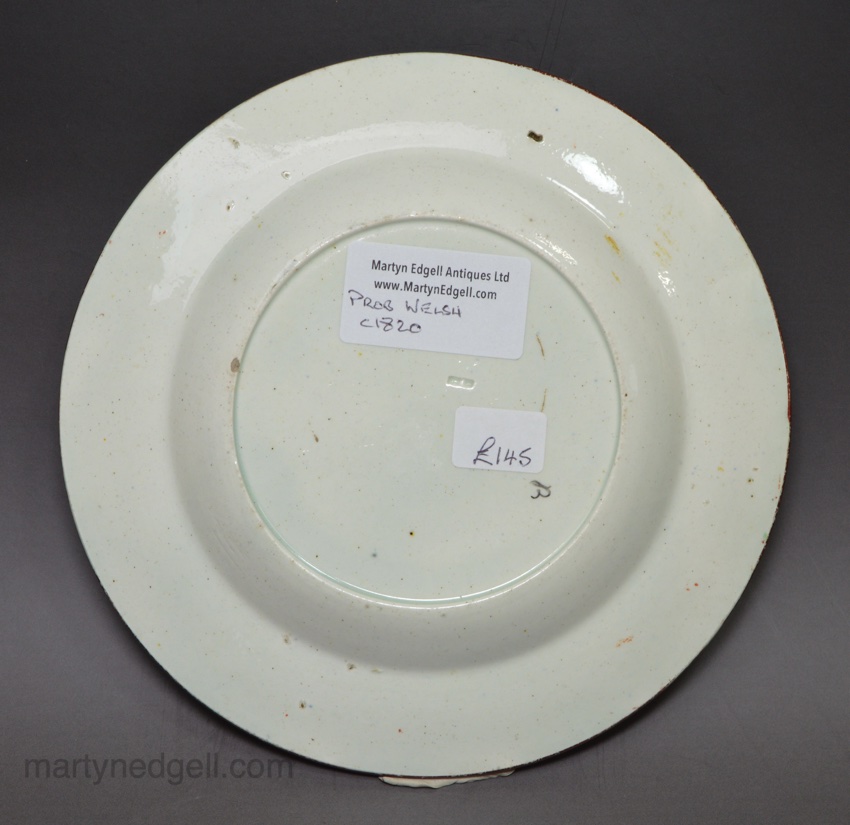 Martyn Edgell Antiques Ltd
www.MartynEdgell.com
PROB WELSH
C1820
£145
B
martynedgell.com